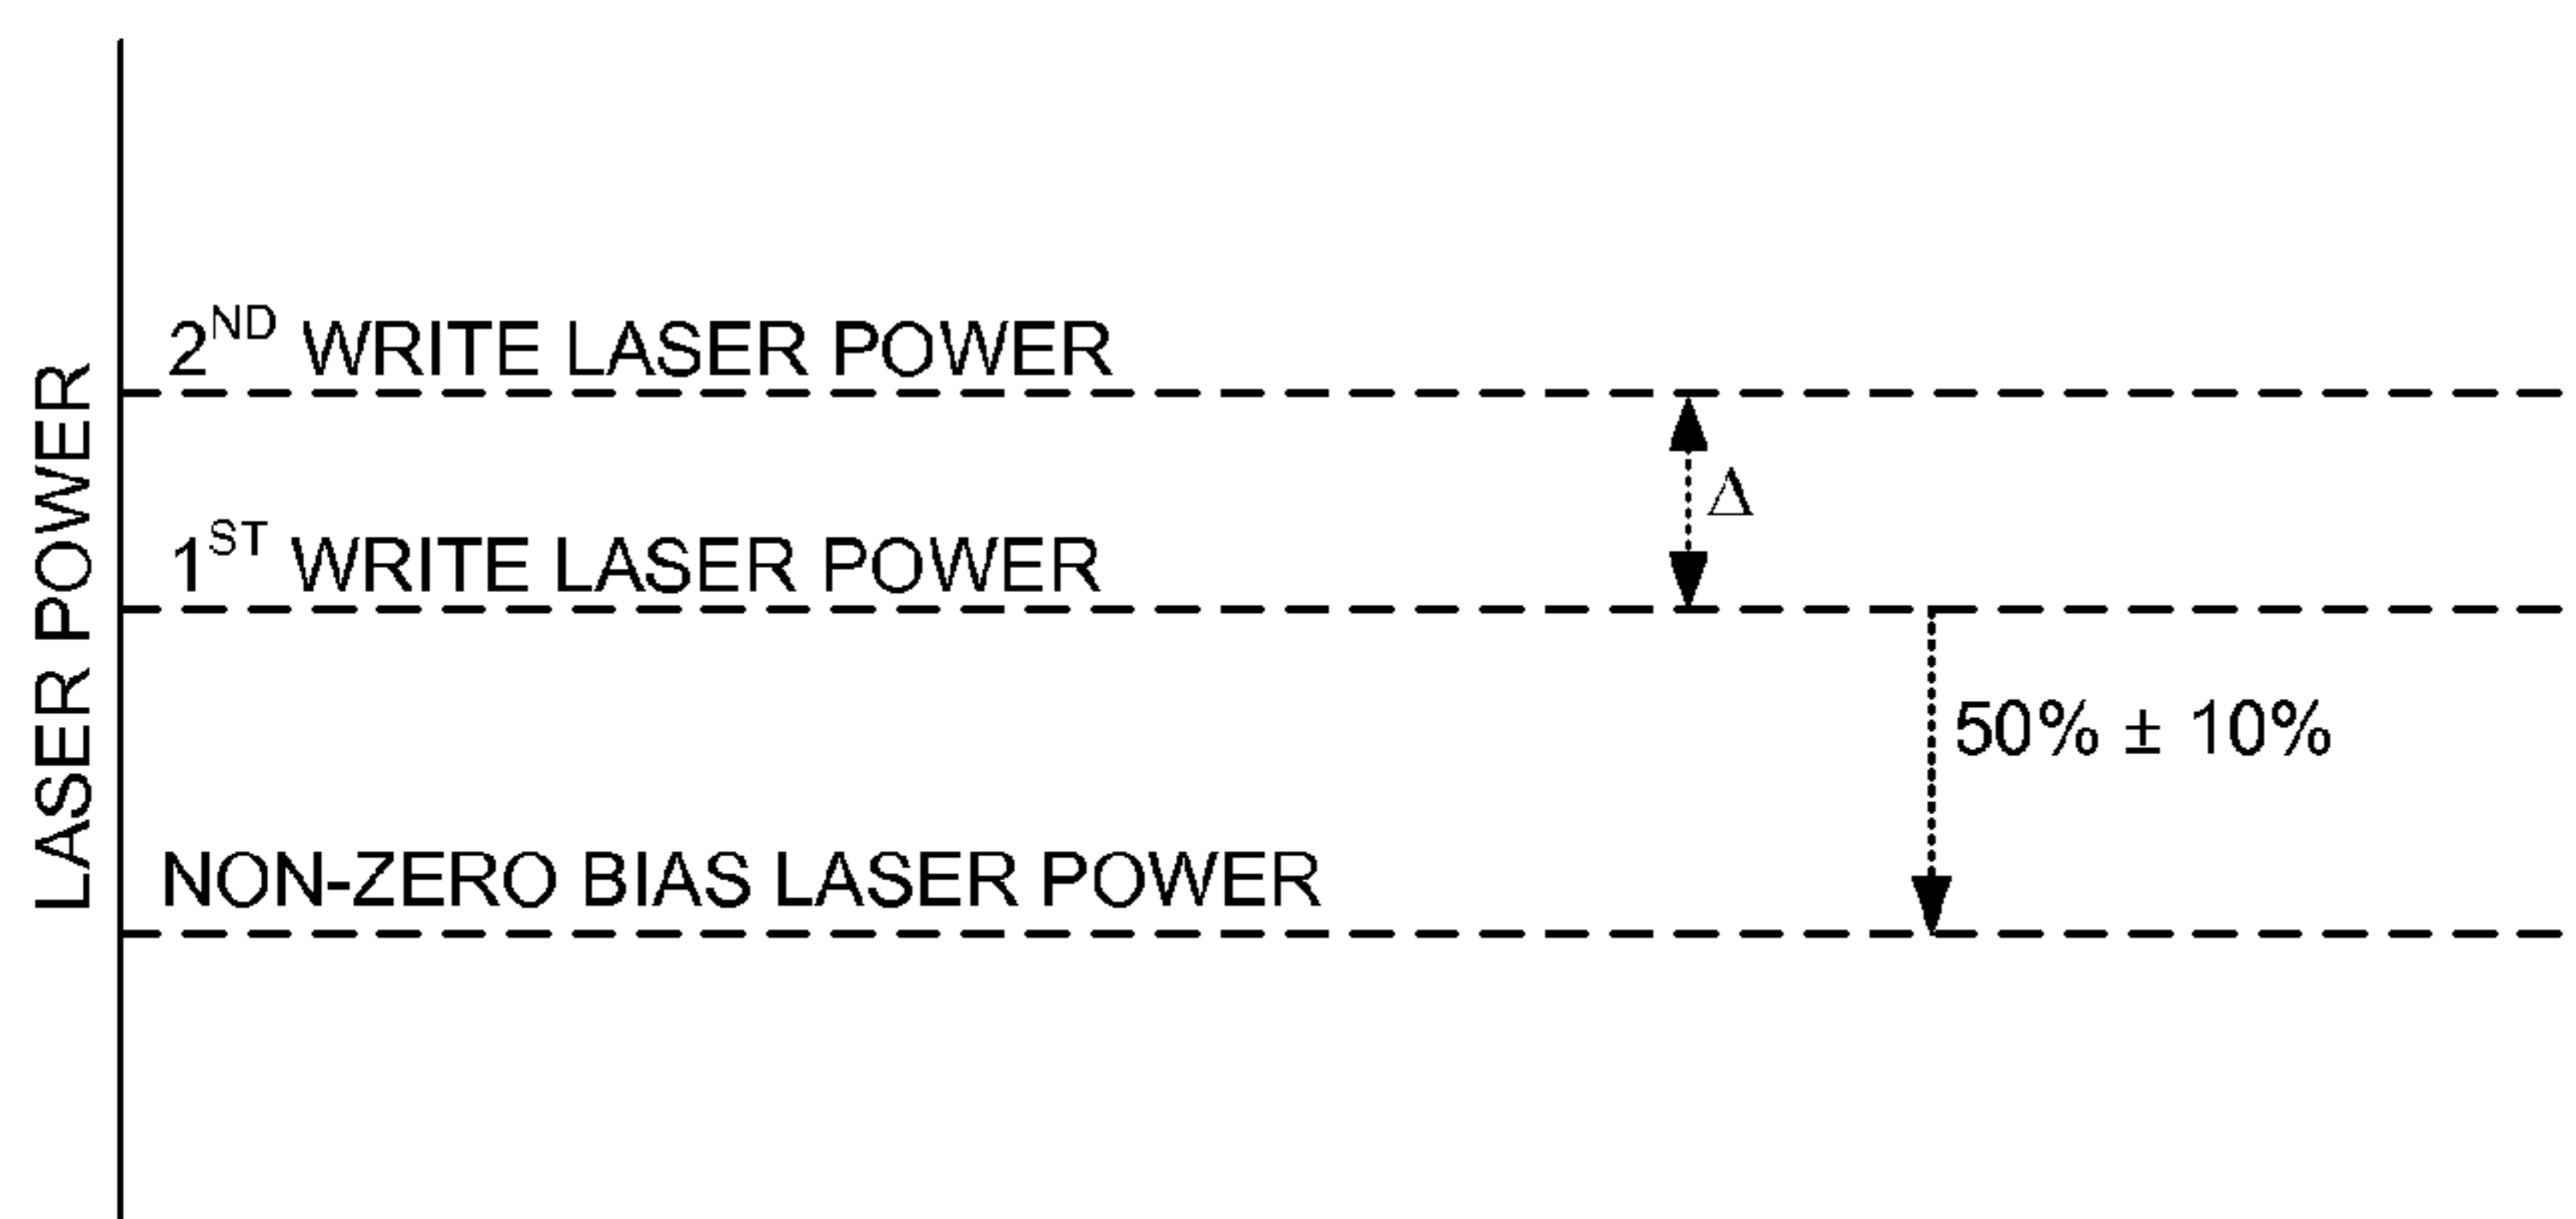 LASER POWER
2ND WRITE LASER POWER
Δ
1ST WRITE LASER POWER
50% ± 10%
NON-ZERO BIAS LASER POWER